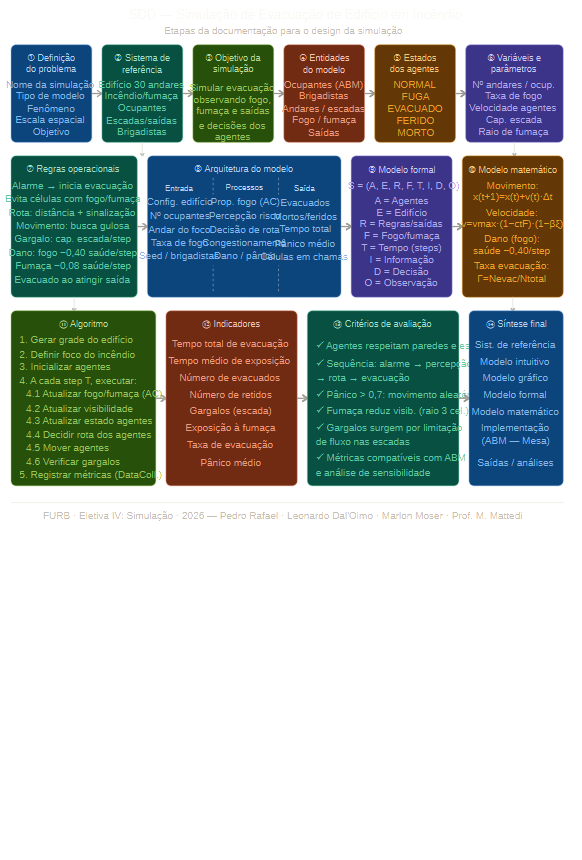 SDD — Simulação de Evacuação de Edifício em Incêndio
Etapas da documentação para o design da simulação
① Definição
do problema
Nome da simulação
Tipo de modelo
Fenômeno
Escala espacial
Objetivo
② Sistema de
referência
Edifício 30 andares
Incêndio/fumaça
Ocupantes
Escadas/saídas
Brigadistas
③ Objetivo da
simulação
Simular evacuação
observando fogo,
fumaça e saídas
e decisões dos
agentes
④ Entidades
do modelo
Ocupantes (ABM)
Brigadistas
Andares / escadas
Fogo / fumaça
Saídas
⑤ Estados
dos agentes
NORMAL
FUGA
EVACUADO
FERIDO
MORTO
⑥ Variáveis e
parâmetros
Nº andares / ocup.
Taxa de fogo
Velocidade agentes
Cap. escada
Raio de fumaça
⑦ Regras operacionais
Alarme → inicia evacuação
Evita células com fogo/fumaça
Rota: distância + sinalização
Movimento: busca gulosa
Gargalo: cap. escada/step
Dano: fogo −0,40 saúde/step
Fumaça −0,08 saúde/step
Evacuado ao atingir saída
⑧ Arquitetura do modelo
Entrada
Config. edifício
Nº ocupantes
Andar do foco
Taxa de fogo
Seed / brigadistas
Processos
Prop. fogo (AC)
Percepção risco
Decisão de rota
Congestionamento
Dano / pânico
Saída
Evacuados
Mortos/feridos
Tempo total
Pânico médio
Células em chamas
⑨ Modelo formal
S = (A, E, R, F, T, I, D, O)
A = Agentes
E = Edifício
R = Regras/saídas
F = Fogo/fumaça
T = Tempo (steps)
I = Informação
D = Decisão
O = Observação
⑩ Modelo matemático
Movimento:
x(t+1)=x(t)+v(t)·Δt
Velocidade:
v=vmax·(1−αF)·(1−βξ)
Dano (fogo):
saúde −0,40/step
Taxa evacuação:
Γ=Nevac/Ntotal
⑪ Algoritmo
1. Gerar grade do edifício
2. Definir foco do incêndio
3. Inicializar agentes
4. A cada step T, executar:
4.1 Atualizar fogo/fumaça (AC)
4.2 Atualizar visibilidade
4.3 Atualizar estado agentes
4.4 Decidir rota dos agentes
4.5 Mover agentes
4.6 Verificar gargalos
5. Registrar métricas (DataColl.)
⑫ Indicadores
Tempo total de evacuação
Tempo médio de exposição
Número de evacuados
Número de retidos
Gargalos (escada)
Exposição à fumaça
Taxa de evacuação
Pânico médio
⑬ Critérios de avaliação
✓ Agentes respeitam paredes e
✓ Sequência: alarme → percepção
→ rota → evacuação
✓ Pânico > 0,7: movimento
✓ Fumaça reduz visib. (raio 3 cel.)
✓ Gargalos surgem por limitação
de fluxo nas escadas
✓ Métricas compatíveis com ABM
e análise de sensibilidade
⑭ Síntese final
Sist. de referência
Modelo intuitivo
Modelo gráfico
Modelo formal
Modelo matemático
Implementação
(ABM — Mesa)
Saídas / análises
FURB · Eletiva IV: Simulação · 2026 — Pedro Rafael · Leonardo Dal'Olmo · Marlon Moser · Prof. M. Mattedi